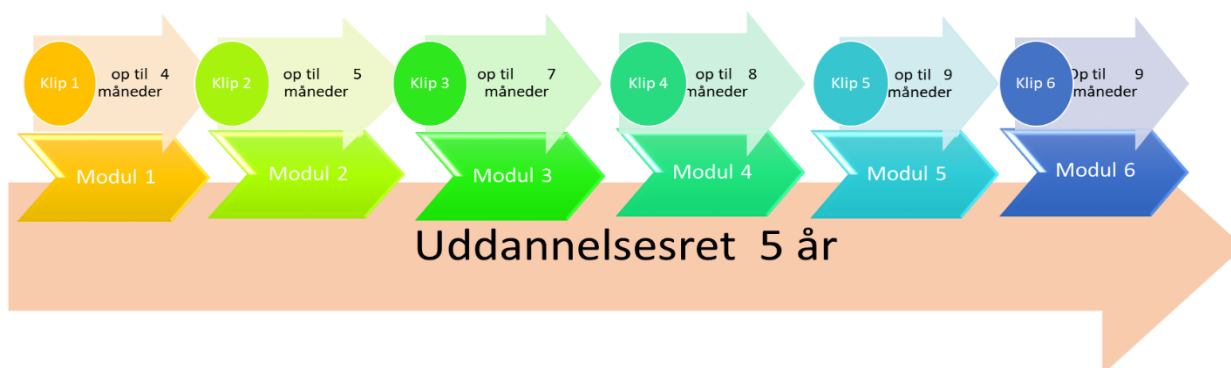 Klip 1
op til 4
måneder
Klip 2
op til 5
måneder
Klip 3
op til 7
måneder
Klip 4
op til 8
måneder
Klip 5
op til 9
måneder
Klip 6
Op til 9
måneder
Modul 1
Modul 2
Modul 3
Modul 4
Modul 5
Modul 6
Uddannelsesret 5 år